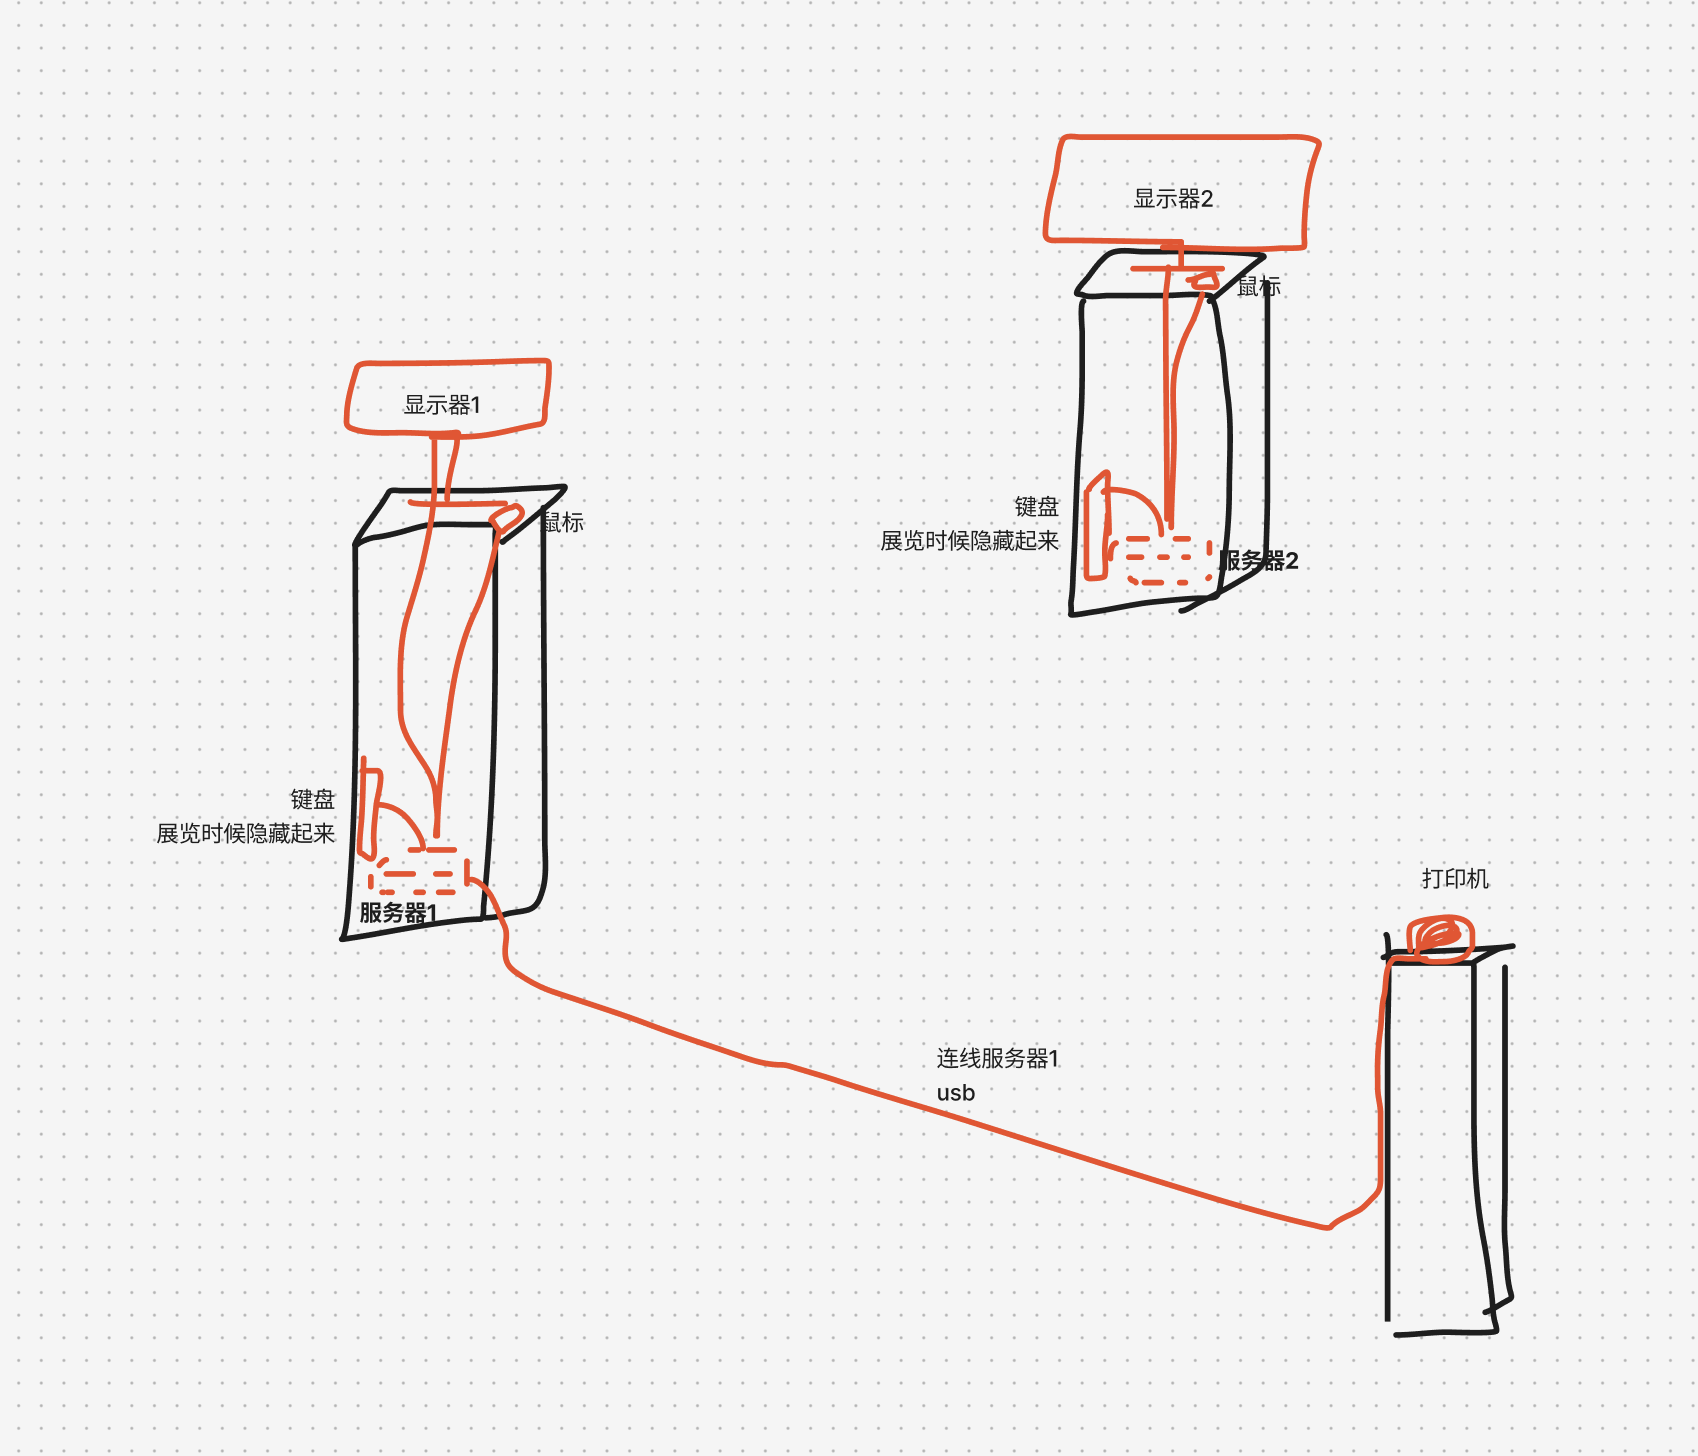 显示器2
鼠标
显示器1
键盘
展览时候隐藏起来
鼠标
服务器2
键盘
展览时候隐藏起来
服务器1
打印机
连线服务器1
usb